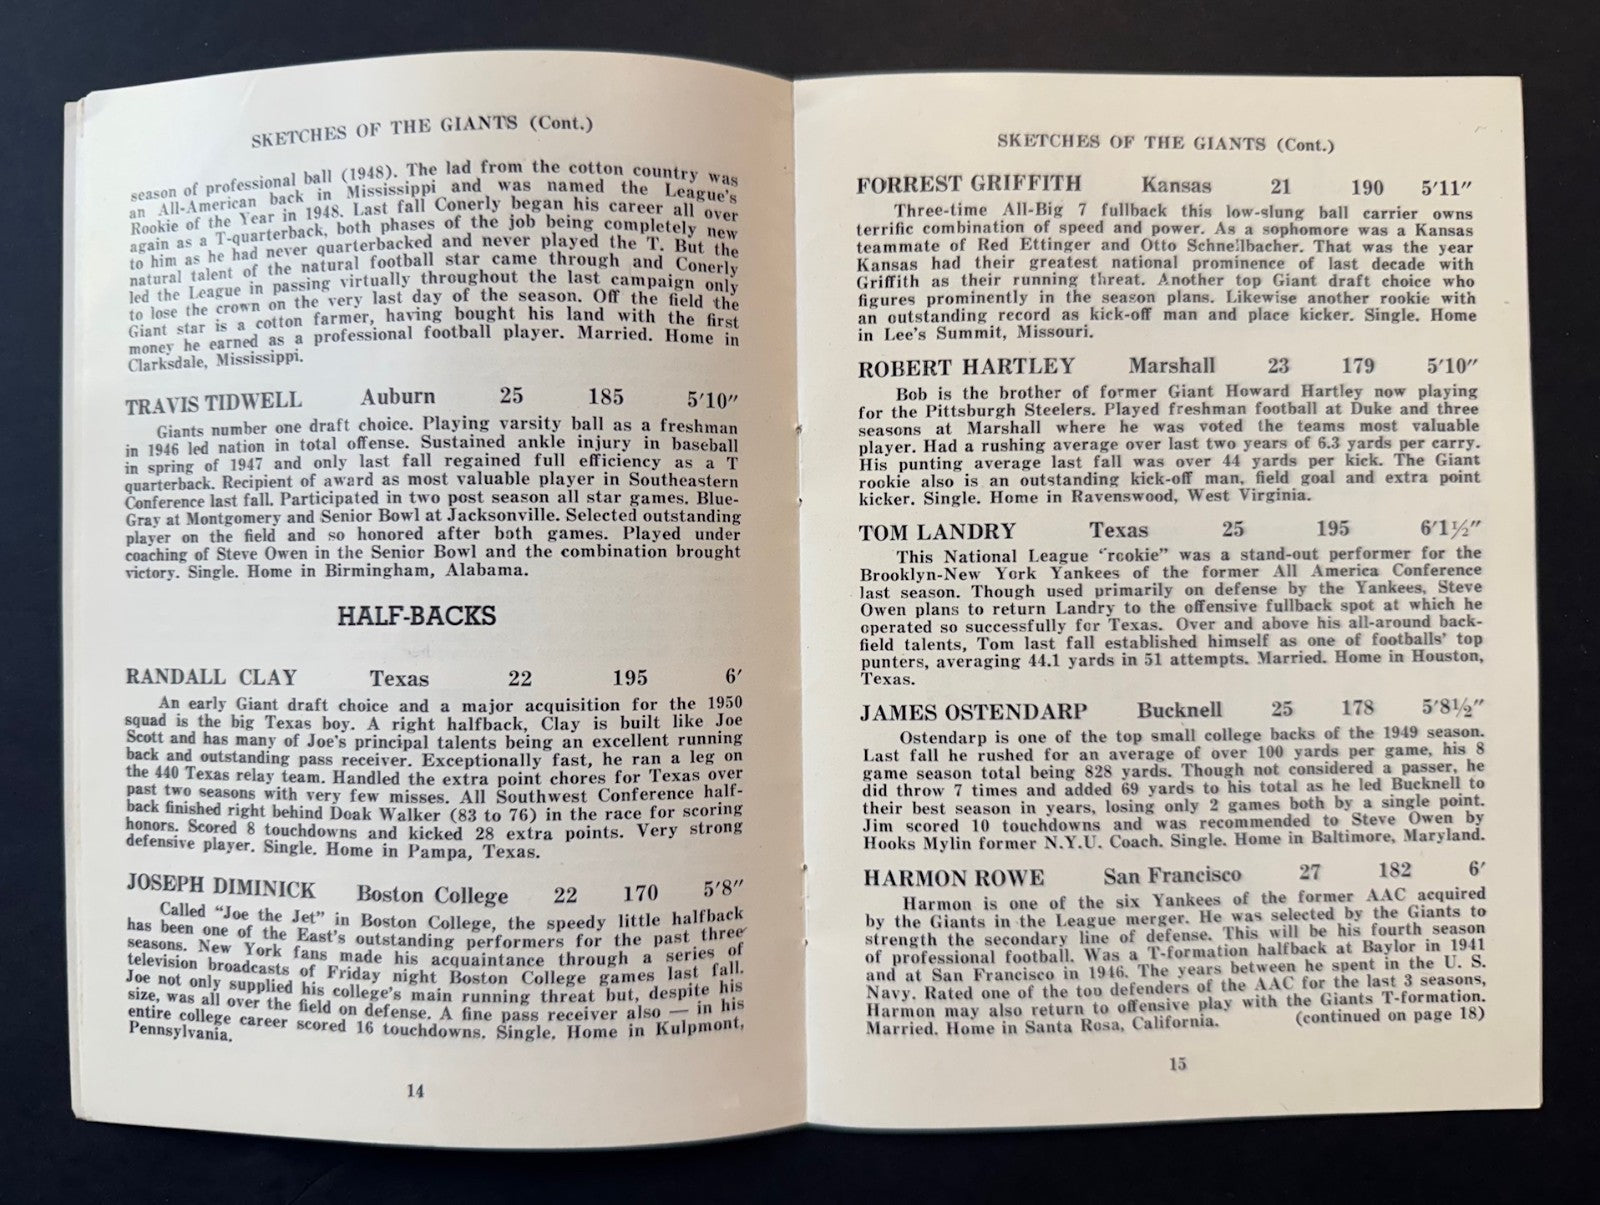 SKETCHES OF THE GIANTS (Cont.)
season of professional ball (1948). The lad from the cotton country was
an All-American back in Mississippi and was named the League's
Rookie of the Year in 1948. Last fall Conerly began his career all over
again as a T-quarterback, both phases of the job being completely new
to him as he had never quarterbacked and never played the T. But the
natural talent of the natural football star came through and Conerly
led the League in passing virtually throughout the last campaign only
to lose the crown on the very last day of the season. Off the field the
Giant star is a cotton farmer, having bought his land with the first
money he earned as a professional football player. Married. Home in
Clarksdale, Mississippi.
TRAVIS TIDWELL Auburn 25 185 5'10"
Giants number one draft choice. Playing varsity ball as a freshman
in 1946 led nation in total offense. Sustained ankle injury in baseball
in spring of 1947 and only last fall regained full efficiency as a T
quarterback. Recipient of award as most valuable player in Southeastern
Conference last fall. Participated in two post season all star games. Blue-
Gray at Montgomery and Senior Bowl at Jacksonville. Selected outstanding
player on the field and so honored after both games. Played under
coaching of Steve Owen in the Senior Bowl and the combination brought
victory. Single. Home in Birmingham, Alabama.
HALF-BACKS
RANDALL CLAY Texas 22 195 6'
An early Giant draft choice and a major acquisition for the 1950
squad is the big Texas boy. A right halfback, Clay is built like Joe
Scott and has many of Joe's principal talents being an excellent running
back and outstanding pass receiver. Exceptionally fast, he ran a leg on
the 440 Texas relay team. Handled the extra point chores for Texas over
past two seasons with very few misses. All Southwest Conference half-
back finished right behind Doak Walker (83 to 76) in the race for scoring
honors. Scored 8 touchdowns and kicked 28 extra points. Very strong
defensive player. Single. Home in Pampa, Texas.
JOSEPH DIMINICK Boston College 22 170 5'8"
Called "Joe the Jet" in Boston College, the speedy little halfback
has been one of the East's outstanding performers for the past three
seasons. New York fans made his acquaintance through a series of
television broadcasts of Friday night Boston College games last fall.
Joe not only supplied his college's main running threat but, despite his
size, was all over the field on defense. A fine pass receiver also — in his
entire college career scored 16 touchdowns. Single. Home in Kulpmont,
Pennsylvania.
14
SKETCHES OF THE GIANTS (Cont.)
FORREST GRIFFITH Kansas 21 190 5'11"
Three-time All-Big 7 fullback this low-slung ball carrier owns
terrific combination of speed and power. As a sophomore was a Kansas
teammate of Red Ettinger and Otto Schnellbacher. That was the year
Kansas had their greatest national prominence of last decade with
Griffith as their running threat. Another top Giant draft choice who
figures prominently in the season plans. Likewise another rookie with
an outstanding record as kick-off man and place kicker. Single. Home
in Lee's Summit, Missouri.
ROBERT HARTLEY Marshall 23 179 5'10"
Bob is the brother of former Giant Howard Hartley now playing
for the Pittsburgh Steelers. Played freshman football at Duke and three
seasons at Marshall where he was voted the teams most valuable
player. Had a rushing average over last two years of 6.3 yards per carry.
His punting average last fall was over 44 yards per kick. The Giant
rookie also is an outstanding kick-off man, field goal and extra point
kicker. Single. Home in Ravenswood, West Virginia.
TOM LANDRY Texas 25 195 6'1½"
This National League "rookie" was a stand-out performer for the
Brooklyn-New York Yankees of the former All America Conference
last season. Though used primarily on defense by the Yankees, Steve
Owen plans to return Landry to the offensive fullback spot at which he
operated so successfully for Texas. Over and above his all-around back-
field talents, Tom last fall established himself as one of footballs' top
punters, averaging 44.1 yards in 51 attempts. Married. Home in Houston,
Texas.
JAMES OSTENDARP Bucknell 25 178 5'8½"
Ostendarp is one of the top small college backs of the 1949 season.
Last fall he rushed for an average of over 100 yards per game, his 8
game season total being 828 yards. Though not considered a passer, he
did throw 7 times and added 69 yards to his total as he led Bucknell to
their best season in years, losing only 2 games both by a single point.
Jim scored 10 touchdowns and was recommended to Steve Owen by
Hooks Mylin former N.Y.U. Coach. Single. Home in Baltimore, Maryland.
HARMON ROWE San Francisco 27 182 6'
Harmon is one of the six Yankees of the former AAC acquired
by the Giants in the League merger. He was selected by the Giants to
strength the secondary line of defense. This will be his fourth season
of professional football. Was a T-formation halfback at Baylor in 1941
and at San Francisco in 1946. The years between he spent in the U. S.
Navy. Rated one of the top defenders of the AAC for the last 3 seasons,
Harmon may also return to offensive play with the Giants T-formation.
Married. Home in Santa Rosa, California. (continued on page 18)
15